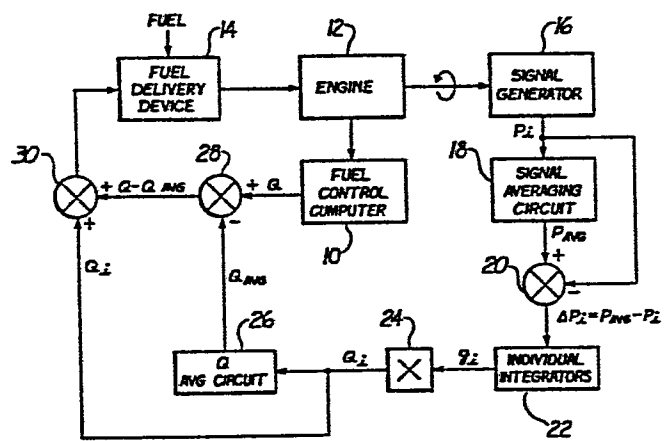 FUEL
14
12
16
FUEL
DELIVERY
DEVICE
ENGINE
SIGNAL
GENERATOR
Pi
30
28
18
+ Q-Q AVG
+ Q
-
+
FUEL
CONTROL
CUMPUTER
10
SIGNAL
AVERAGING
CIRCUIT
PAVG
+
20
-
Qi
QAVG
ΔPi=PAVG-Pi
26
24
Q
AVG CIRCUIT
Qi
qi
INDIVIDUAL
INTEGRATORS
22